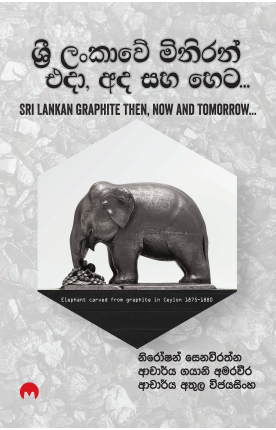 ශ්‍රී ලංකාවේ මිනිරන්
එදා, අද සහ හෙට...
SRI LANKAN GRAPHITE THEN, NOW AND TOMORROW...
Elephant carved from graphite in Ceylon 1875-1880
නිරෝෂන් සෙනවිරත්න
ආචාර්ය ගයානි අමරවීර
ආචාර්ය අතුල විජයසිංහ